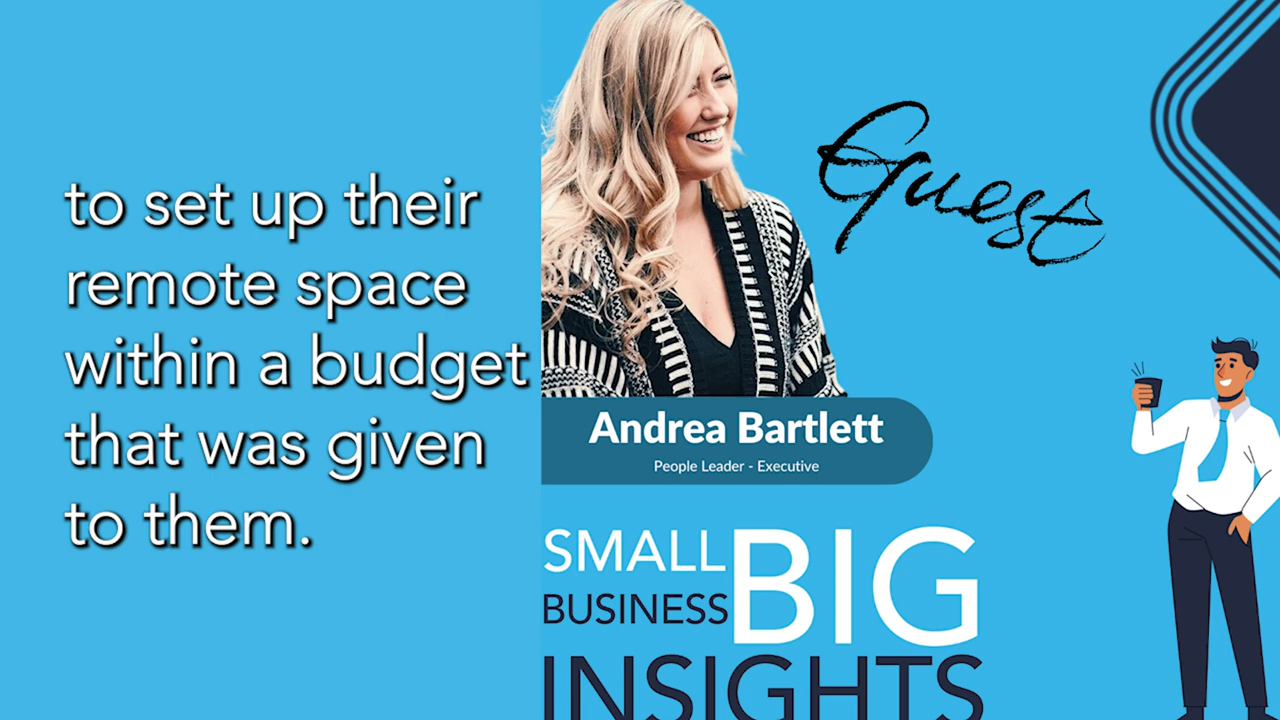 to set up their
remote space
within a budget
that was given
to them.
Guest
Andrea Bartlett
People Leader - Executive
SMALL
BUSINESS
BIG
INSIGHTS